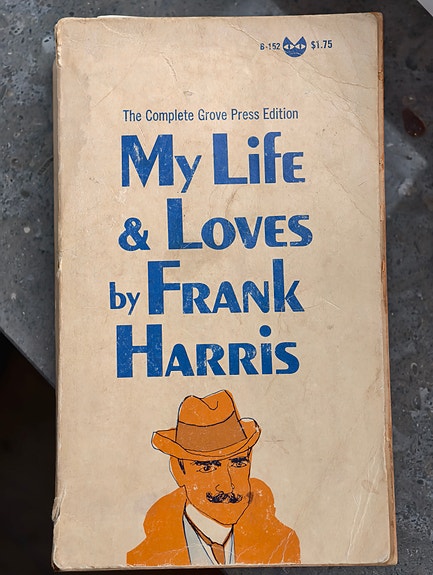 B-152 $1.75
The Complete Grove Press Edition
My Life
& Loves
by Frank
Harris